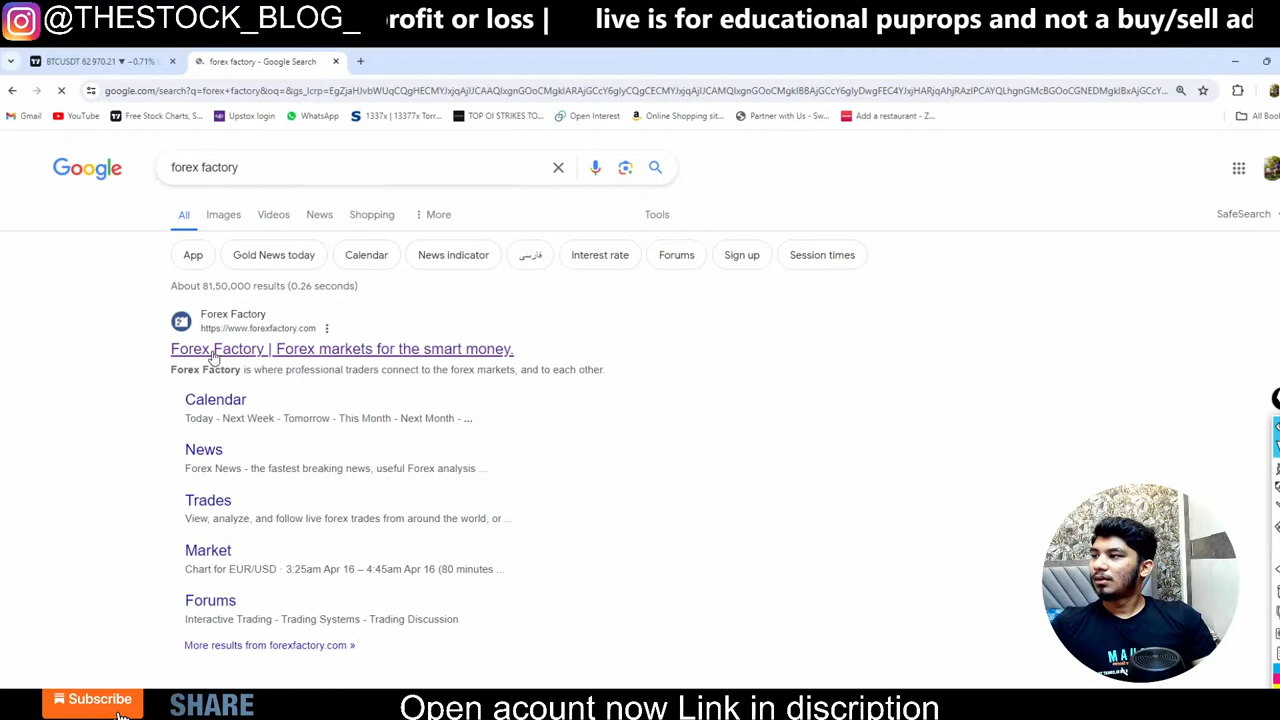 @THESTOCK_BLOG_ profit or loss | live is for educational puprops and not a buy/sell ad
BTCUSDT 62 970.21 ▼ −0.71%
forex factory - Google Search
Gmail YouTube Free Stock Charts, S... Upstox login WhatsApp 1337x | 13377x Torr... TOP OI STRIKES TO... Open Interest Online Shopping sit... Partner with Us - Sw... Add a restaurant - Z... All Boo
Google forex factory
All Images Videos News Shopping More Tools SafeSearch
App Gold News today Calendar News indicator فارسی Interest rate Forums Sign up Session times
About 81,50,000 results (0.26 seconds)
Forex Factory
https://www.forexfactory.com
Forex Factory | Forex markets for the smart money.
Forex Factory is where professional traders connect to the forex markets, and to each other.
Calendar
Today - Next Week - Tomorrow - This Month - Next Month - ...
News
Forex News - the fastest breaking news, useful Forex analysis ...
Trades
View, analyze, and follow live forex trades from around the world, or ...
Market
Chart for EUR/USD · 3:25am Apr 16 – 4:45am Apr 16 (80 minutes ...
Forums
Interactive Trading - Trading Systems - Trading Discussion
More results from forexfactory.com »
Subscribe SHARE Open acount now Link in discription